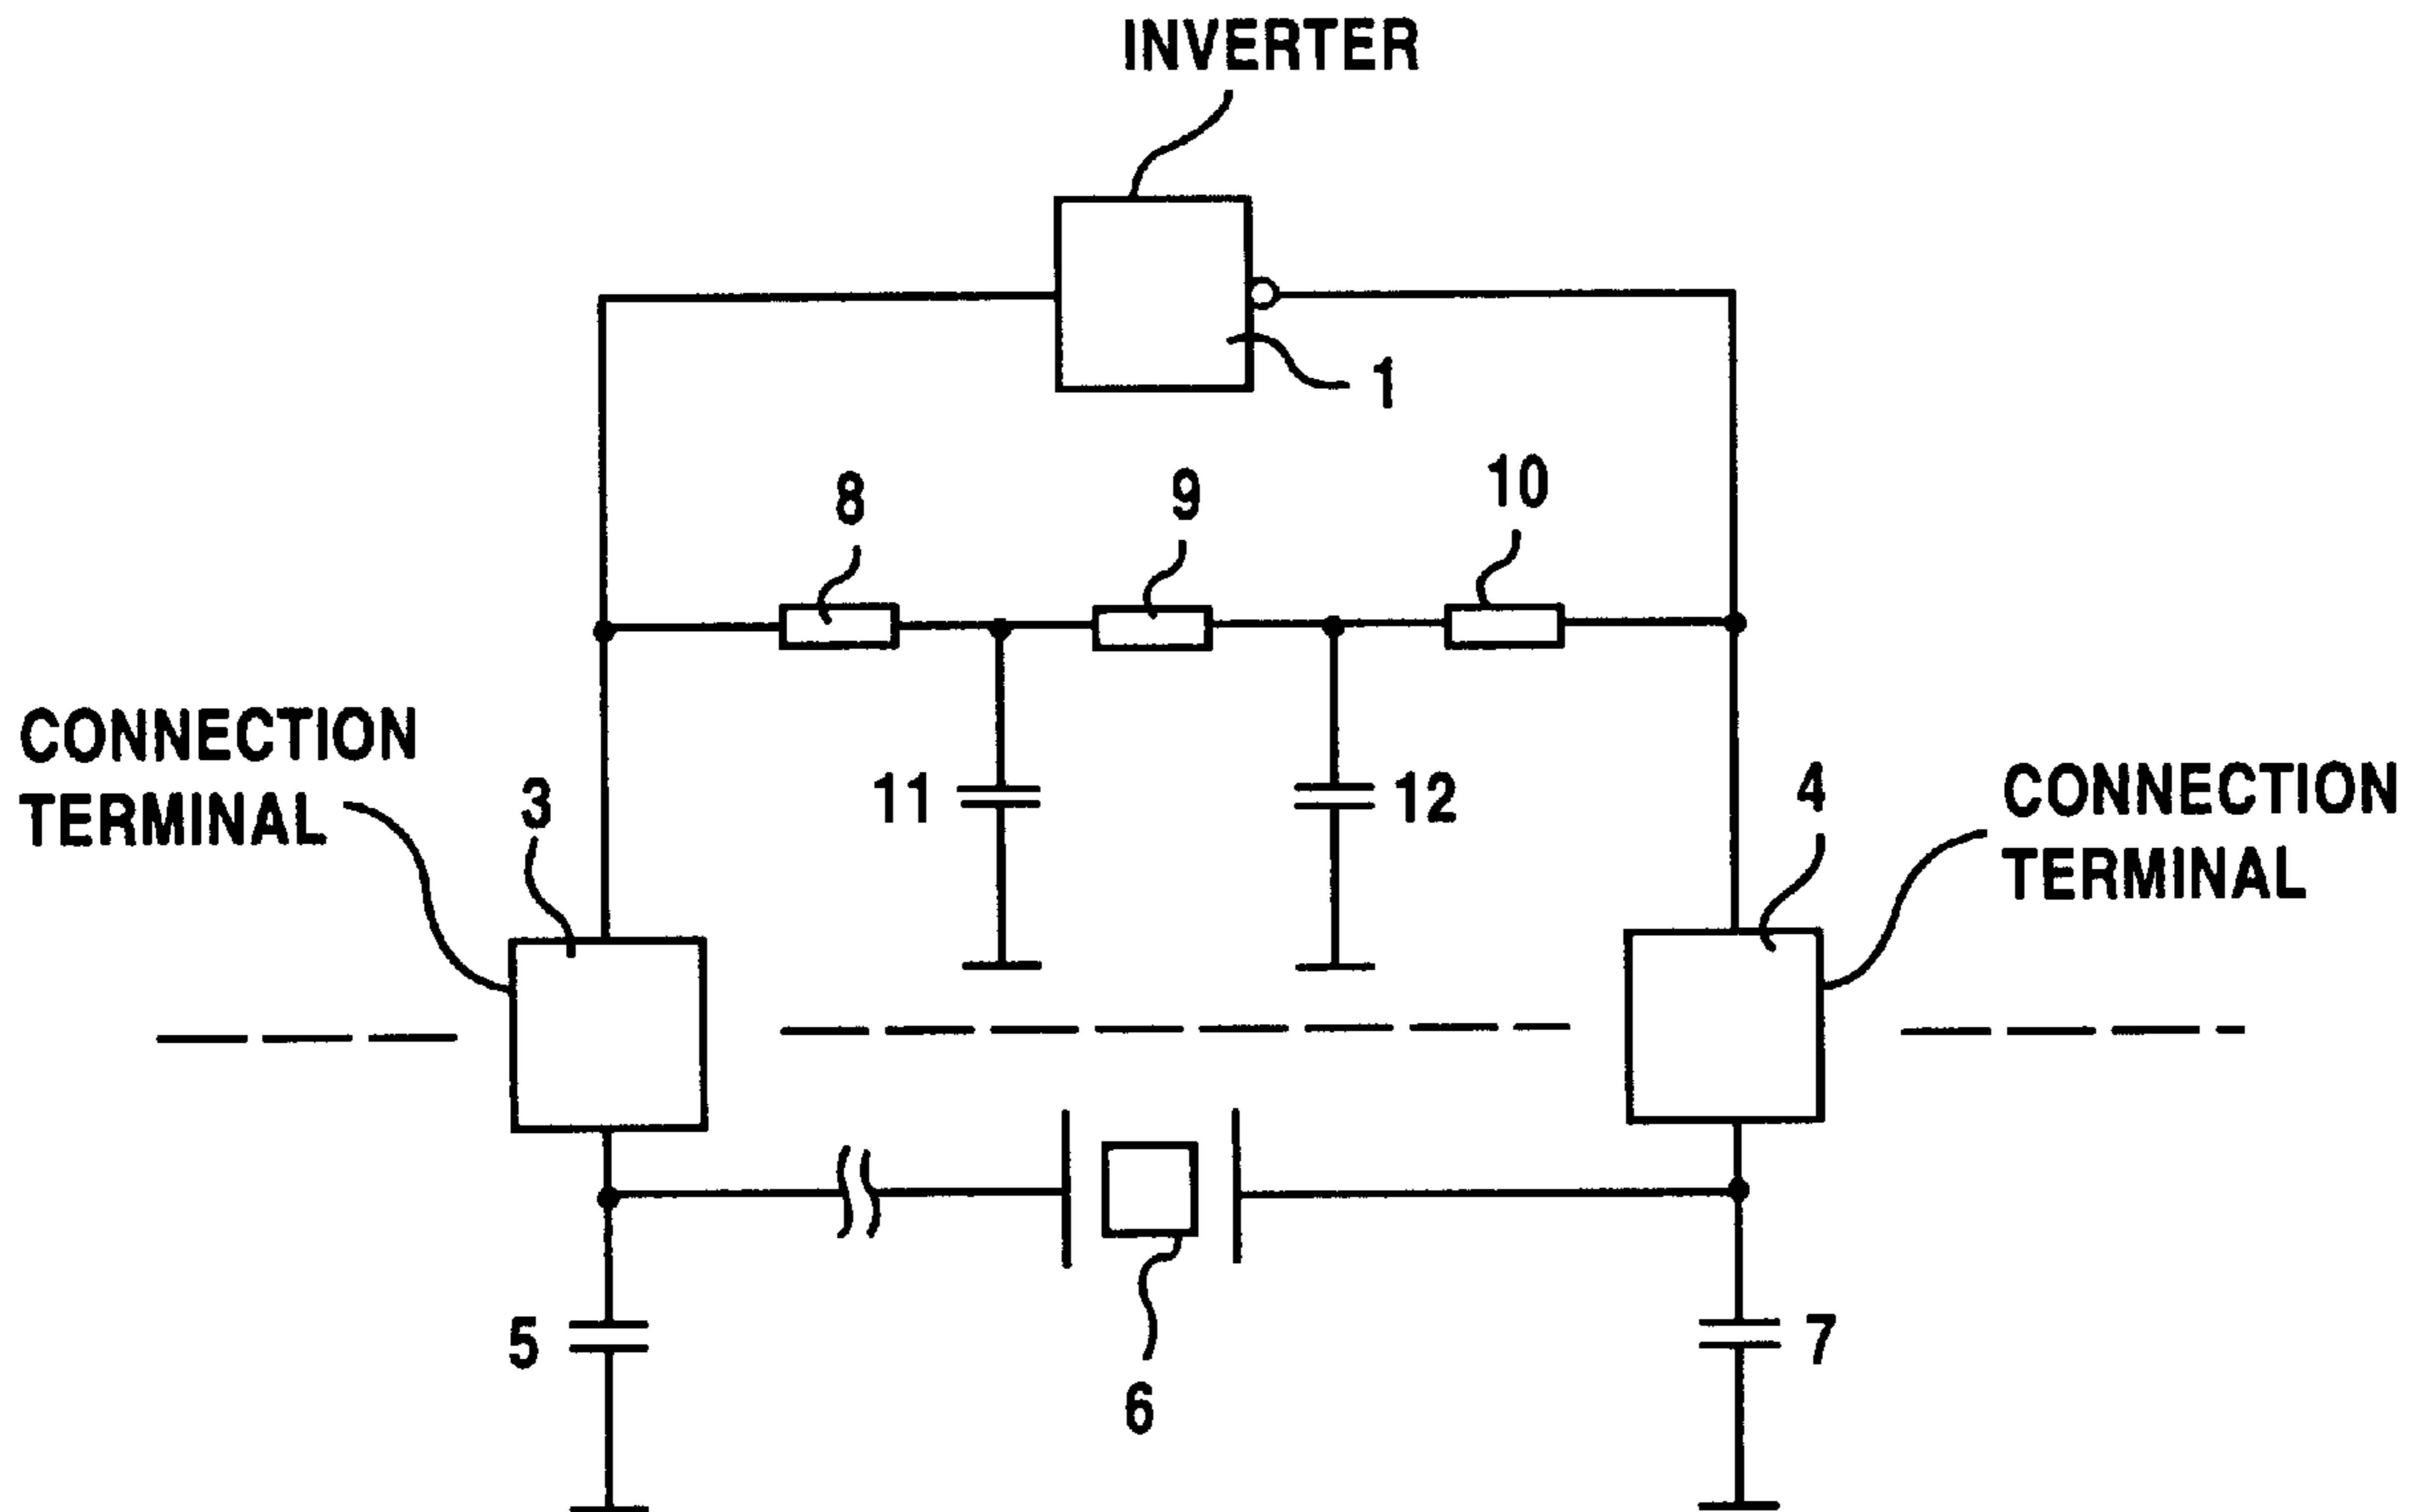 INVERTER
1
8
9
10
CONNECTION
TERMINAL
3
11
12
4
CONNECTION
TERMINAL
5
6
7